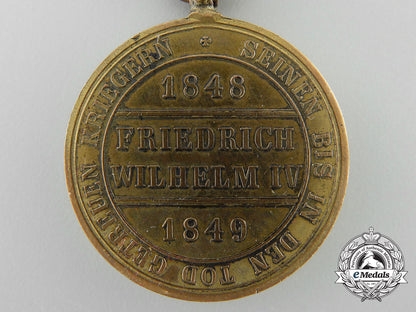 SEINEN BIS IN DEN TOD GETREUEN KRIEGERN
1848
FRIEDRICH
WILHELM IV
1849
eMedals